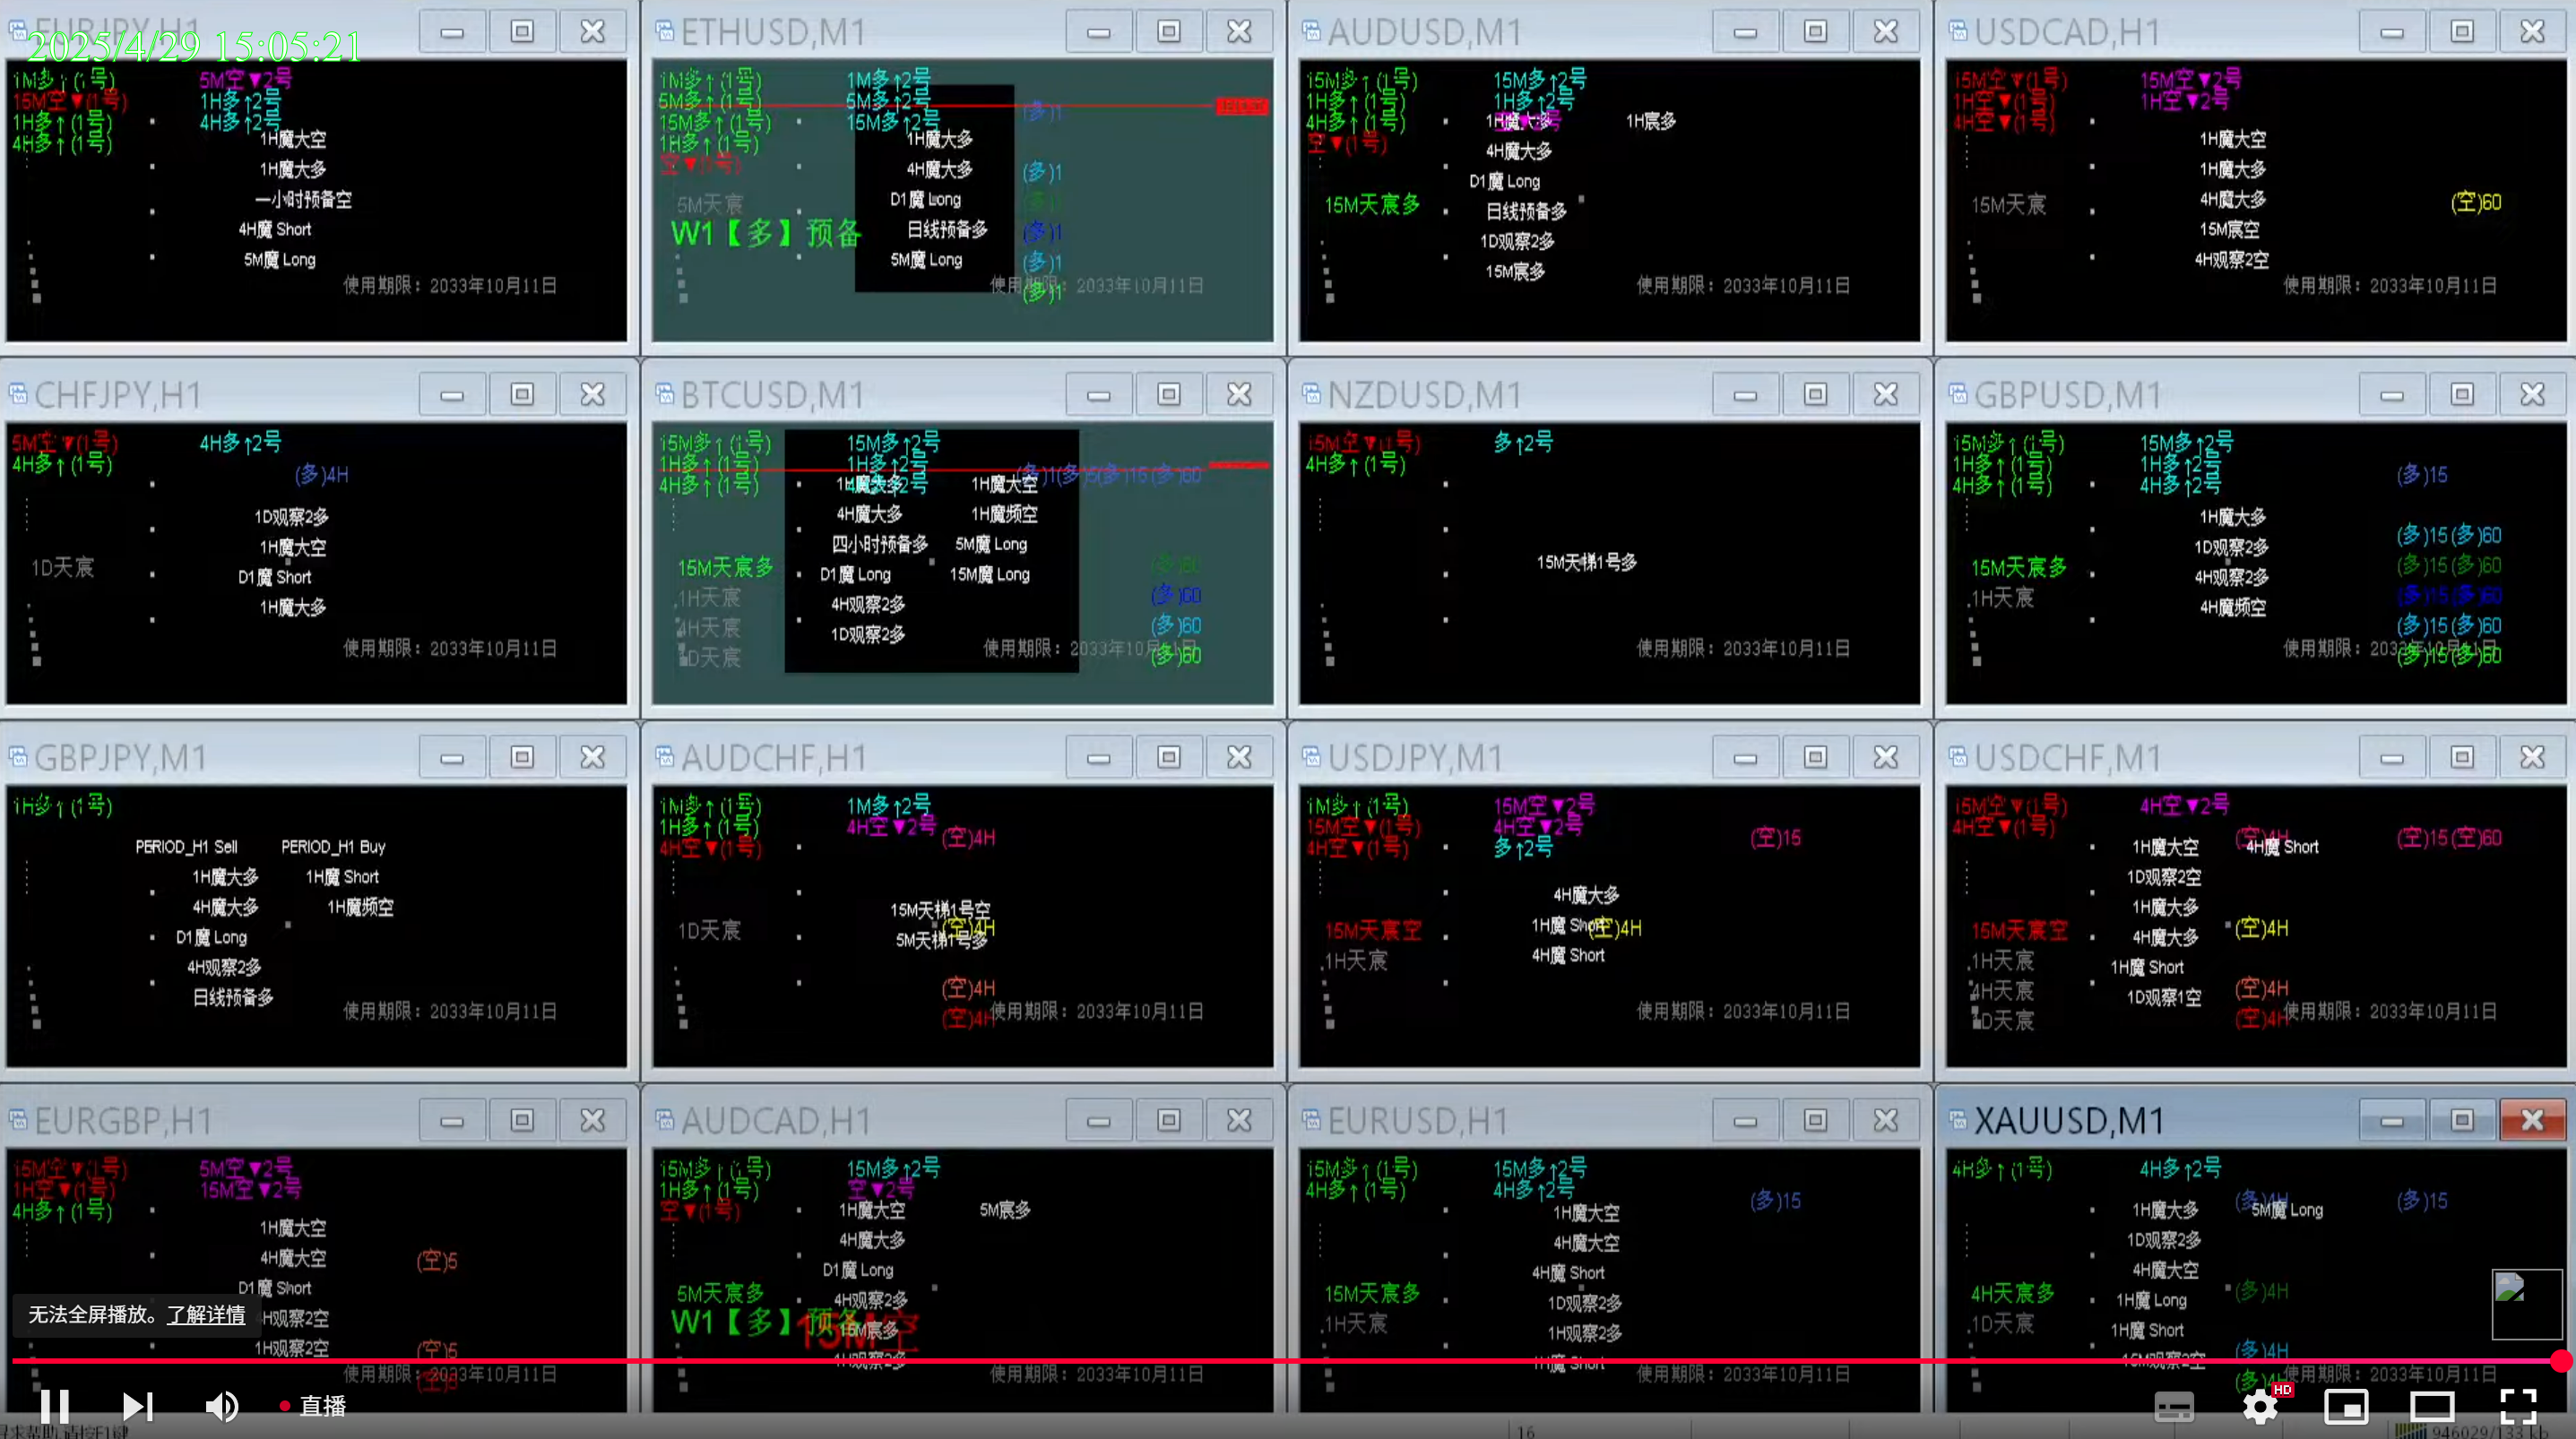 EURJPY,H1
2025/4/29 15:05:21
1M多↑(1号) 5M空▼2号
15M空▼(1号) 1H多↑2号
1H多↑(1号) 4H多↑2号
4H多↑(1号)
1H魔大空
1H魔大多
一小时预备空
4H魔 Short
5M魔 Long
使用期限：2033年10月11日
ETHUSD,M1
1M多↑(1号) 1M多↑2号
5M多↑(1号) 5M多↑2号
15M多↑(1号) 15M多↑2号
1H多↑(1号)
空▼(1号)
(多)1
1H魔大多
4H魔大多 (多)1
5M天宸 D1魔 Long
W1【多】预备 日线预备多 (多)1
5M魔 Long (多)1
使用期限：2033年10月11日
(多)1
AUDUSD,M1
15M多↑(1号) 15M多↑2号
1H多↑(1号) 1H多↑2号
4H多↑(1号) 1H魔大多 1H宸多
空▼(1号)
4H魔大多
D1魔 Long
15M天宸多 日线预备多
1D观察2多
15M宸多
使用期限：2033年10月11日
USDCAD,H1
15M空▼(1号) 15M空▼2号
1H空▼(1号) 1H空▼2号
4H空▼(1号)
1H魔大空
1H魔大多
15M天宸 4H魔大多 (空)60
15M宸空
4H观察2空
使用期限：2033年10月11日
CHFJPY,H1
5M空▼(1号) 4H多↑2号
4H多↑(1号)
(多)4H
1D观察2多
1H魔大空
1D天宸 D1魔 Short
1H魔大多
使用期限：2033年10月11日
BTCUSD,M1
15M多↑(1号) 15M多↑2号
1H多↑(1号) 1H多↑2号
4H多↑(1号) 4H多↑2号
(多)1(多)5(多)15(多)60
1H魔大多 1H魔大空
4H魔大多 1H魔频空
四小时预备多 5M魔 Long
15M天宸多 D1魔 Long 15M魔 Long (多)60
1H天宸 4H观察2多 (多)60
4H天宸 1D观察2多 (多)60
1D天宸 (多)60
使用期限：2033年10月11日
NZDUSD,M1
15M空▼(1号) 多↑2号
4H多↑(1号)
15M天梯1号多
使用期限：2033年10月11日
GBPUSD,M1
15M多↑(1号) 15M多↑2号
1H多↑(1号) 1H多↑2号
4H多↑(1号) 4H多↑2号
(多)15
1H魔大多
1D观察2多 (多)15(多)60
15M天宸多 4H观察2多 (多)15(多)60
1H天宸 4H魔频空 (多)15(多)60
(多)15(多)60
使用期限：2033年10月11日
(多)15(多)60
GBPJPY,M1
1H多↑(1号)
PERIOD_H1 Sell PERIOD_H1 Buy
1H魔大多 1H魔 Short
4H魔大多 1H魔频空
D1魔 Long
4H观察2多
日线预备多
使用期限：2033年10月11日
AUDCHF,H1
1M多↑(1号) 1M多↑2号
1H多↑(1号) 4H空▼2号
4H空▼(1号) (空)4H
15M天梯1号空
1D天宸 (空)4H
5M天梯1号多
(空)4H
(空)4H
使用期限：2033年10月11日
USDJPY,M1
1M多↑(1号) 15M空▼2号
15M空▼(1号) 4H空▼2号 (空)15
4H空▼(1号) 多↑2号
4H魔大多
15M天宸空 1H魔 Short (空)4H
1H天宸 4H魔 Short
使用期限：2033年10月11日
USDCHF,M1
15M空▼(1号) 4H空▼2号
4H空▼(1号) (空)4H (空)15(空)60
1H魔大空 4H魔 Short
1D观察2空
1H魔大多
15M天宸空 4H魔大多 (空)4H
1H天宸 1H魔 Short
4H天宸 1D观察1空 (空)4H
1D天宸 (空)4H
使用期限：2033年10月11日
EURGBP,H1
15M空▼(1号) 5M空▼2号
1H空▼(1号) 15M空▼2号
4H多↑(1号)
1H魔大空
4H魔大空 (空)5
D1魔 Short
4H观察2空
1H观察2空 (空)5
使用期限：2033年10月11日
AUDCAD,H1
15M多↑(1号) 15M多↑2号
1H多↑(1号) 空▼2号
空▼(1号) 1H魔大空 5M宸多
4H魔大多
D1魔 Long
5M天宸多 4H观察2多
W1【多】预备 15M空
15M宸多
使用期限：2033年10月11日
EURUSD,H1
15M多↑(1号) 15M多↑2号
4H多↑(1号) 4H多↑2号
(多)15
1H魔大空
4H魔大空
4H魔 Short
15M天宸多 1D观察2多
1H天宸 1H观察2多
1H魔 Short
使用期限：2033年10月11日
XAUUSD,M1
4H多↑(1号) 4H多↑2号
(多)4H (多)15
1H魔大多 5M魔 Long
1D观察2多
4H魔大空
4H天宸多 1H魔 Long (多)4H
1D天宸 1H魔 Short
15M观察2空 (多)4H
使用期限：2033年10月11日
无法全屏播放。了解详情
直播
HD
16